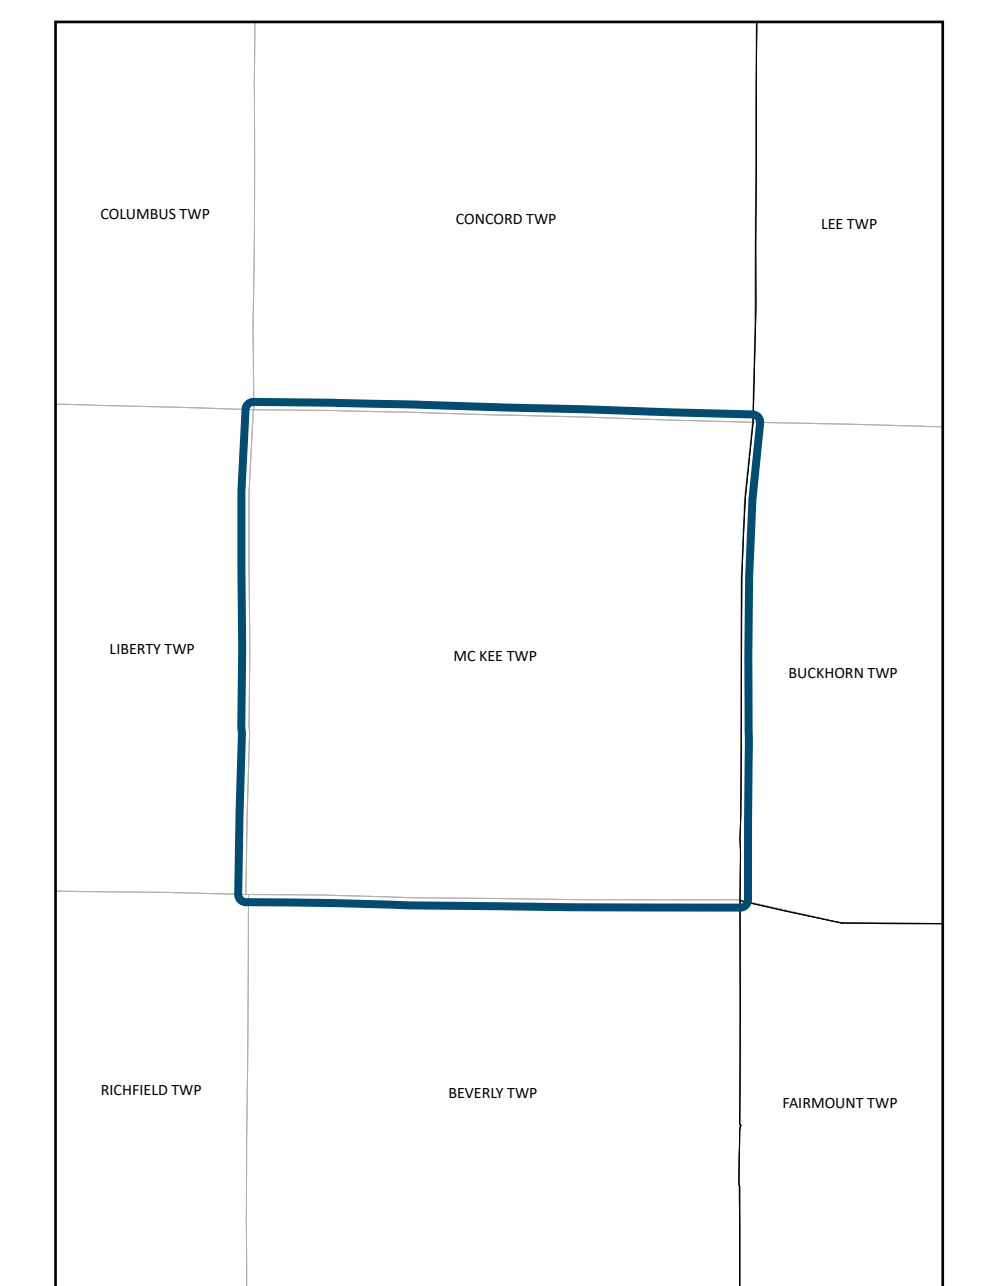 COLUMBUS TWP
CONCORD TWP
LEE TWP
LIBERTY TWP
MC KEE TWP
BUCKHORN TWP
RICHFIELD TWP
BEVERLY TWP
FAIRMOUNT TWP